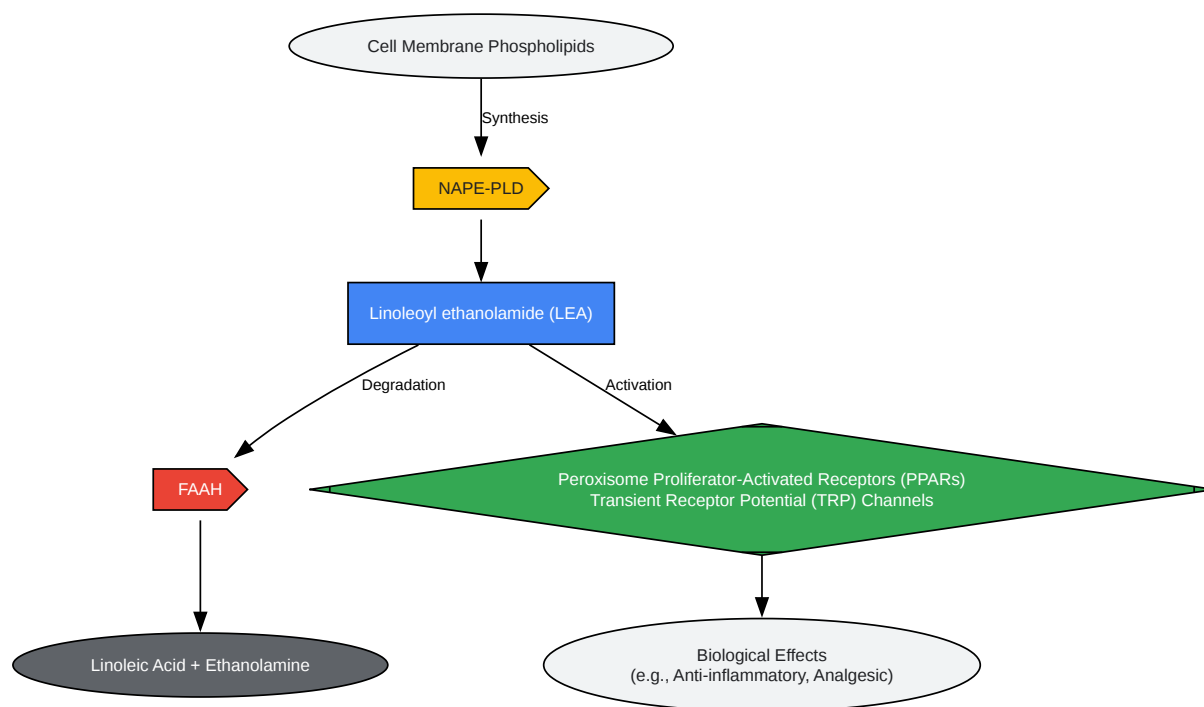 Cell Membrane Phospholipids
Synthesis
NAPE-PLD
Linoleoyl ethanolamide (LEA)
Degradation
Activation
FAAH
Peroxisome Proliferator-Activated Receptors (PPARs)
Transient Receptor Potential (TRP) Channels
Linoleic Acid + Ethanolamine
Biological Effects
(e.g., Anti-inflammatory, Analgesic)